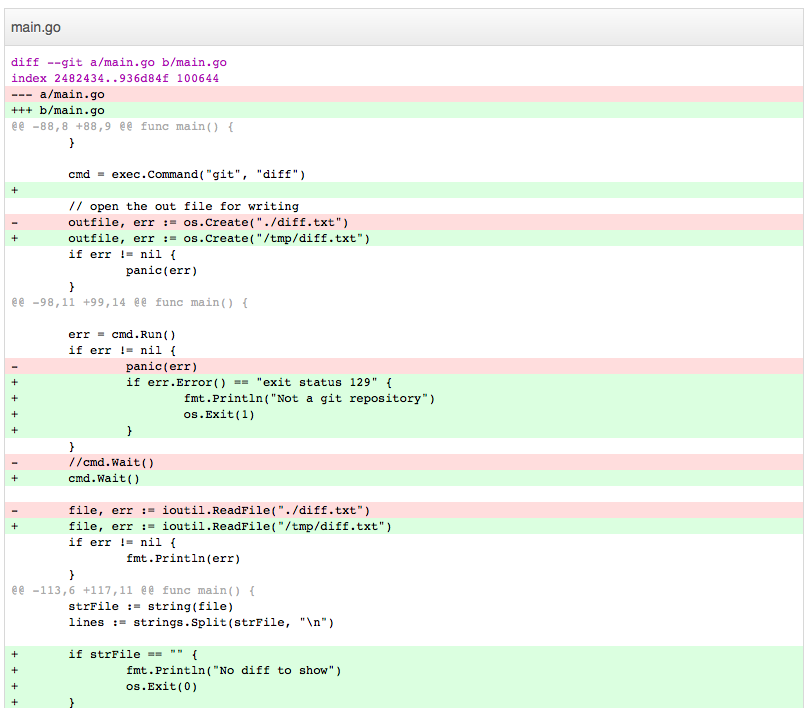 main.go
diff --git a/main.go b/main.go
index 2482434..936d84f 100644
--- a/main.go
+++ b/main.go
@@ -88,8 +88,9 @@ func main() {
        }

        cmd = exec.Command("git", "diff")
+
        // open the out file for writing
-       outfile, err := os.Create("./diff.txt")
+       outfile, err := os.Create("/tmp/diff.txt")
        if err != nil {
                panic(err)
        }
@@ -98,11 +99,14 @@ func main() {

        err = cmd.Run()
        if err != nil {
-               panic(err)
+               if err.Error() == "exit status 129" {
+                       fmt.Println("Not a git repository")
+                       os.Exit(1)
+               }
        }
-       //cmd.Wait()
+       cmd.Wait()

-       file, err := ioutil.ReadFile("./diff.txt")
+       file, err := ioutil.ReadFile("/tmp/diff.txt")
        if err != nil {
                fmt.Println(err)
        }
@@ -113,6 +117,11 @@ func main() {
        strFile := string(file)
        lines := strings.Split(strFile, "\n")

+       if strFile == "" {
+               fmt.Println("No diff to show")
+               os.Exit(0)
+       }